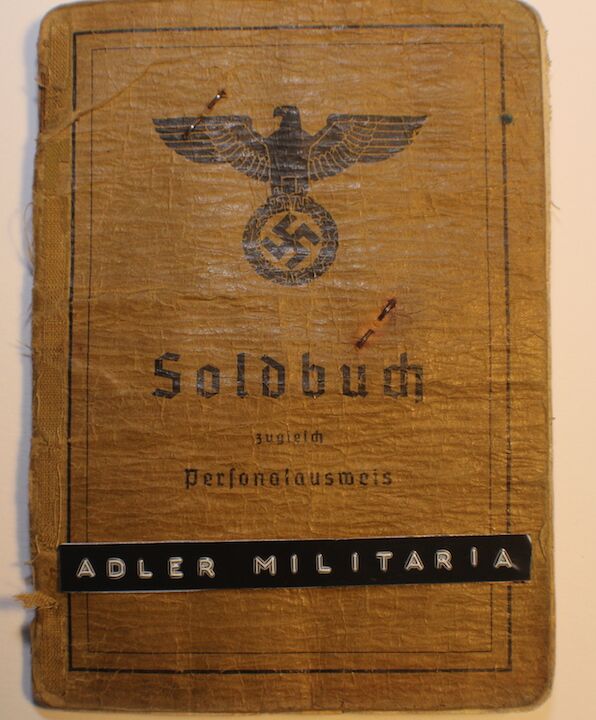 Soldbuch
zugleich
Personalausweis
ADLER MILITARIA